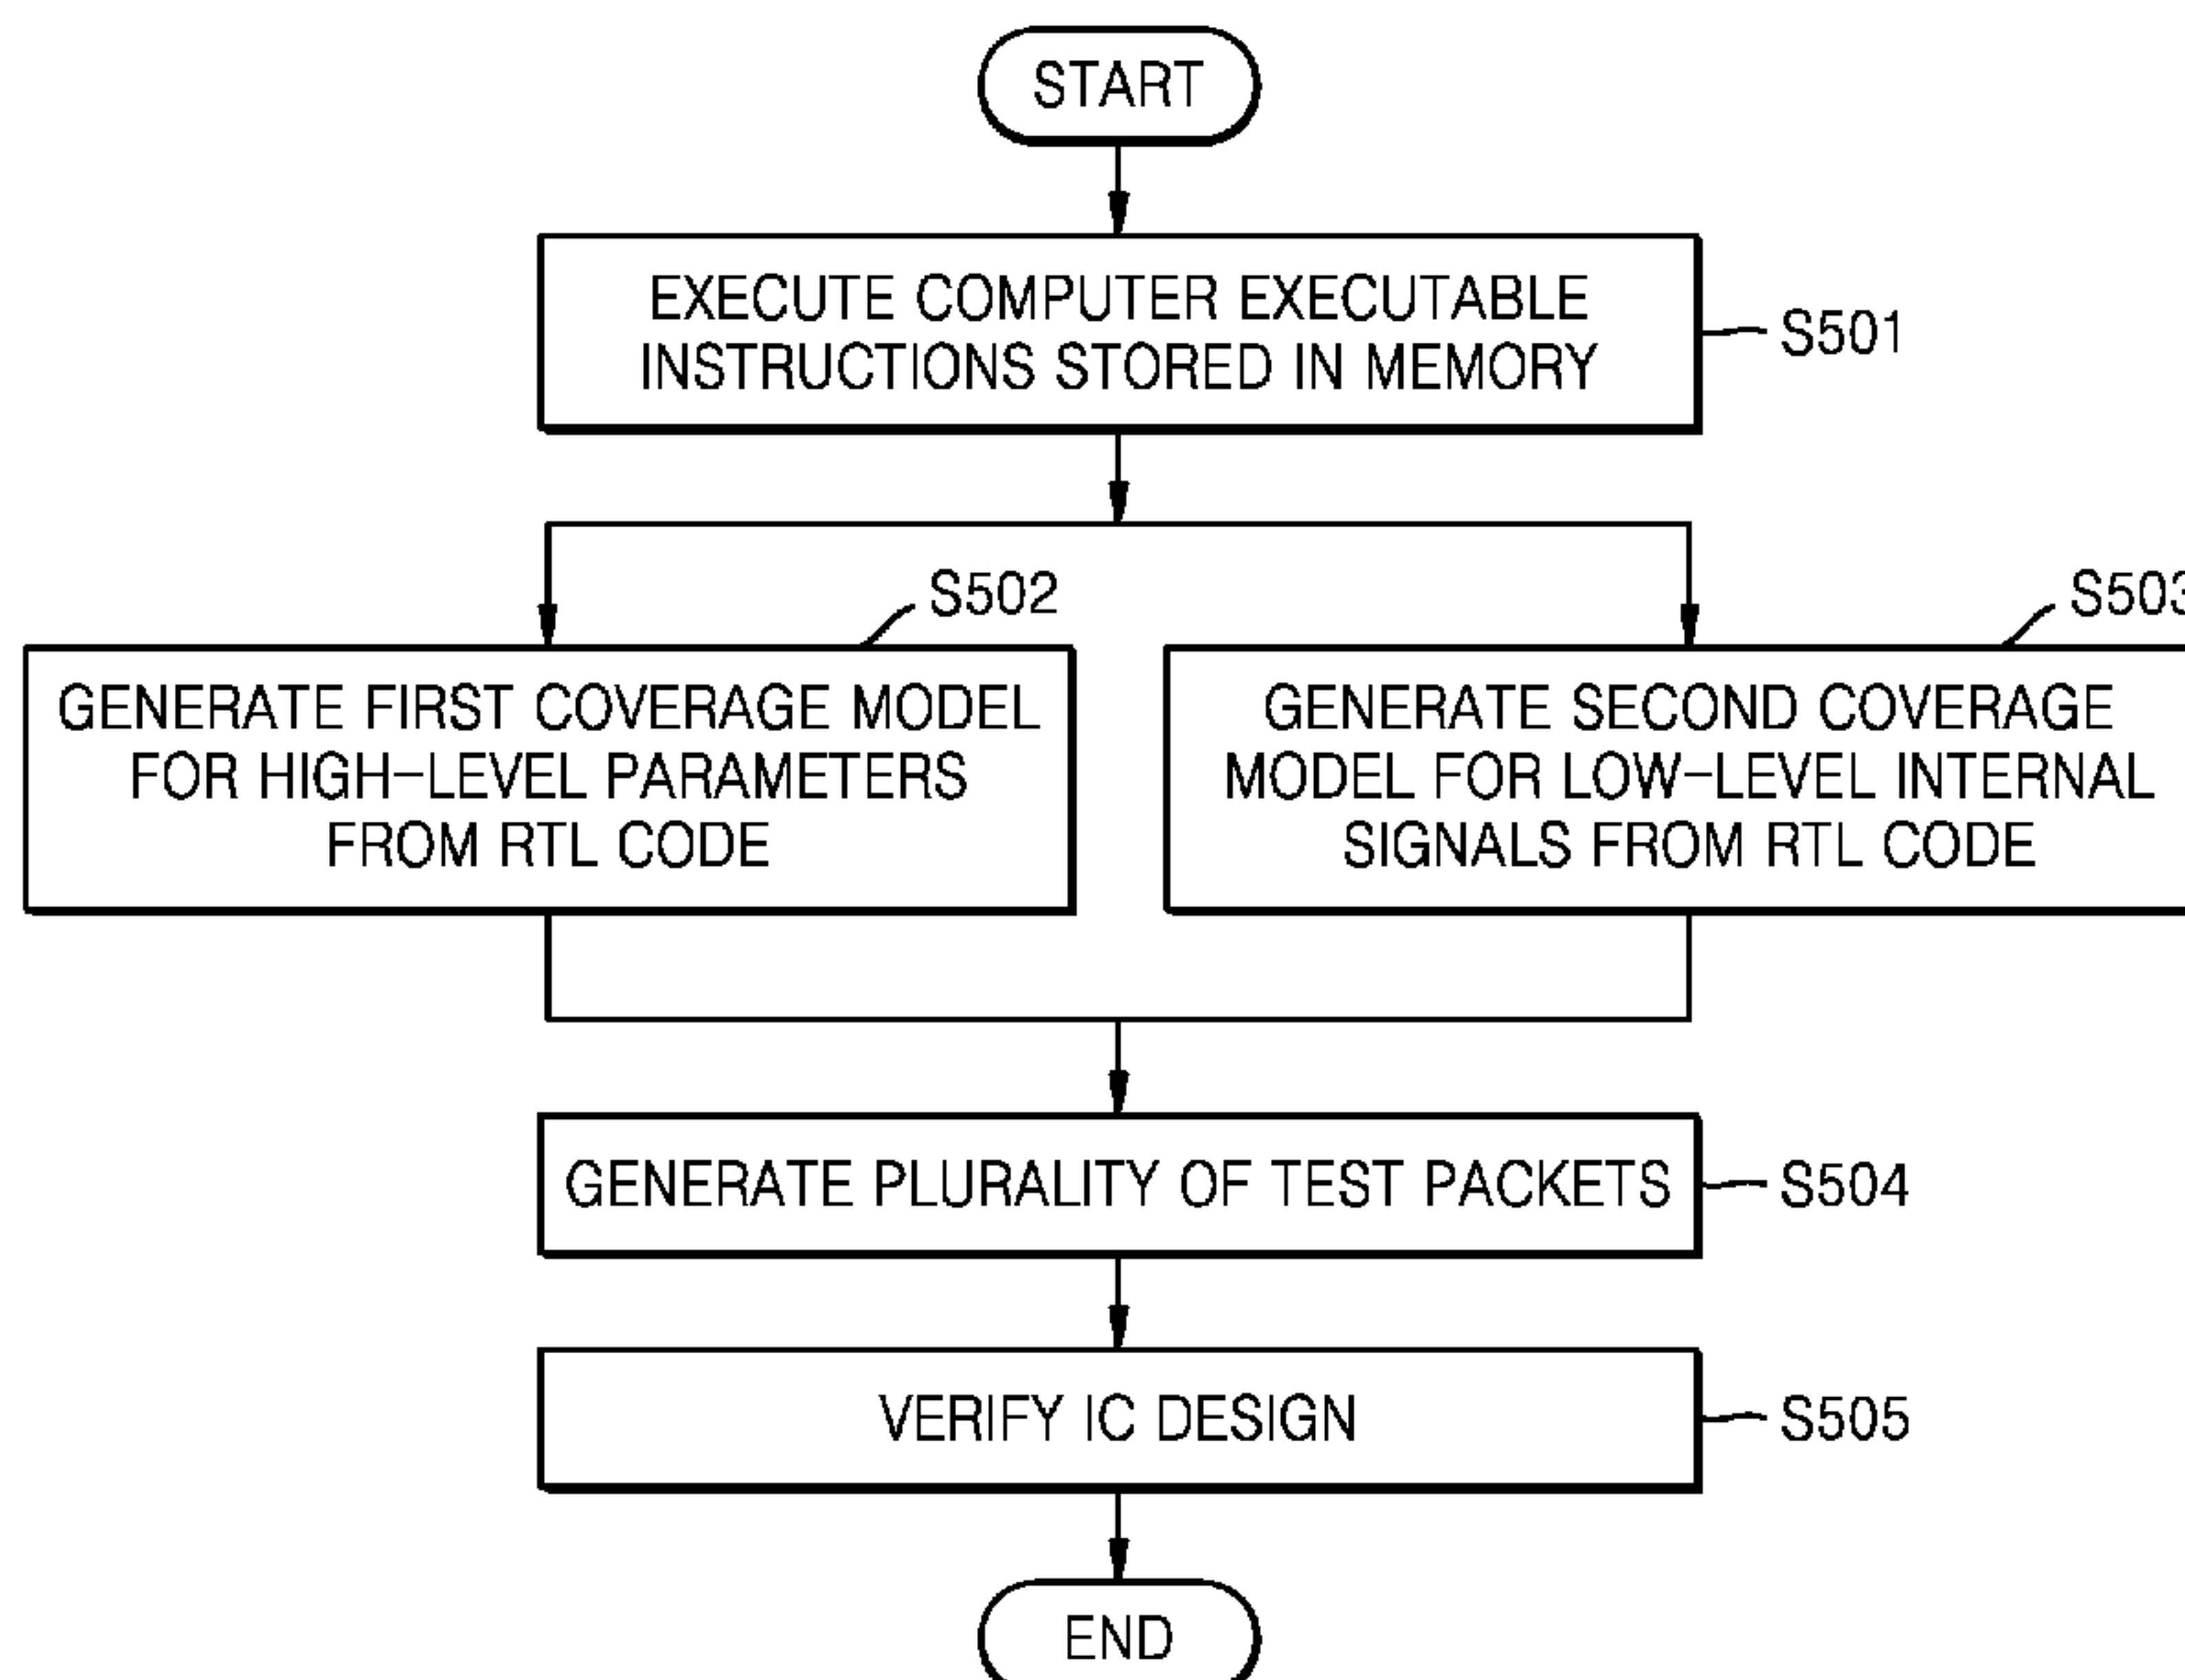 START
EXECUTE COMPUTER EXECUTABLE
INSTRUCTIONS STORED IN MEMORY
S501
S502
GENERATE FIRST COVERAGE MODEL
FOR HIGH-LEVEL PARAMETERS
FROM RTL CODE
S503
GENERATE SECOND COVERAGE
MODEL FOR LOW-LEVEL INTERNAL
SIGNALS FROM RTL CODE
GENERATE PLURALITY OF TEST PACKETS
S504
VERIFY IC DESIGN
S505
END